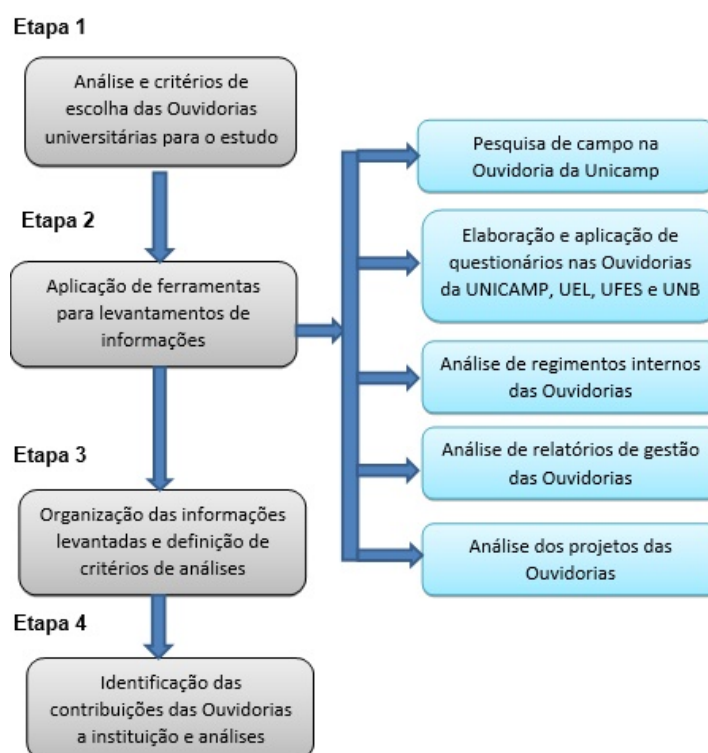 Etapa 1
Análise e critérios de
escolha das Ouvidorias
universitárias para o estudo
Etapa 2
Aplicação de ferramentas
para levantamentos de
informações
Pesquisa de campo na
Ouvidoria da Unicamp
Elaboração e aplicação de
questionários nas Ouvidorias
da UNICAMP, UEL, UFES e UNB
Análise de regimentos internos
das Ouvidorias
Análise de relatórios de gestão
das Ouvidorias
Análise dos projetos das
Ouvidorias
Etapa 3
Organização das informações
levantadas e definição de
critérios de análises
Etapa 4
Identificação das
contribuições das Ouvidorias
a instituição e análises